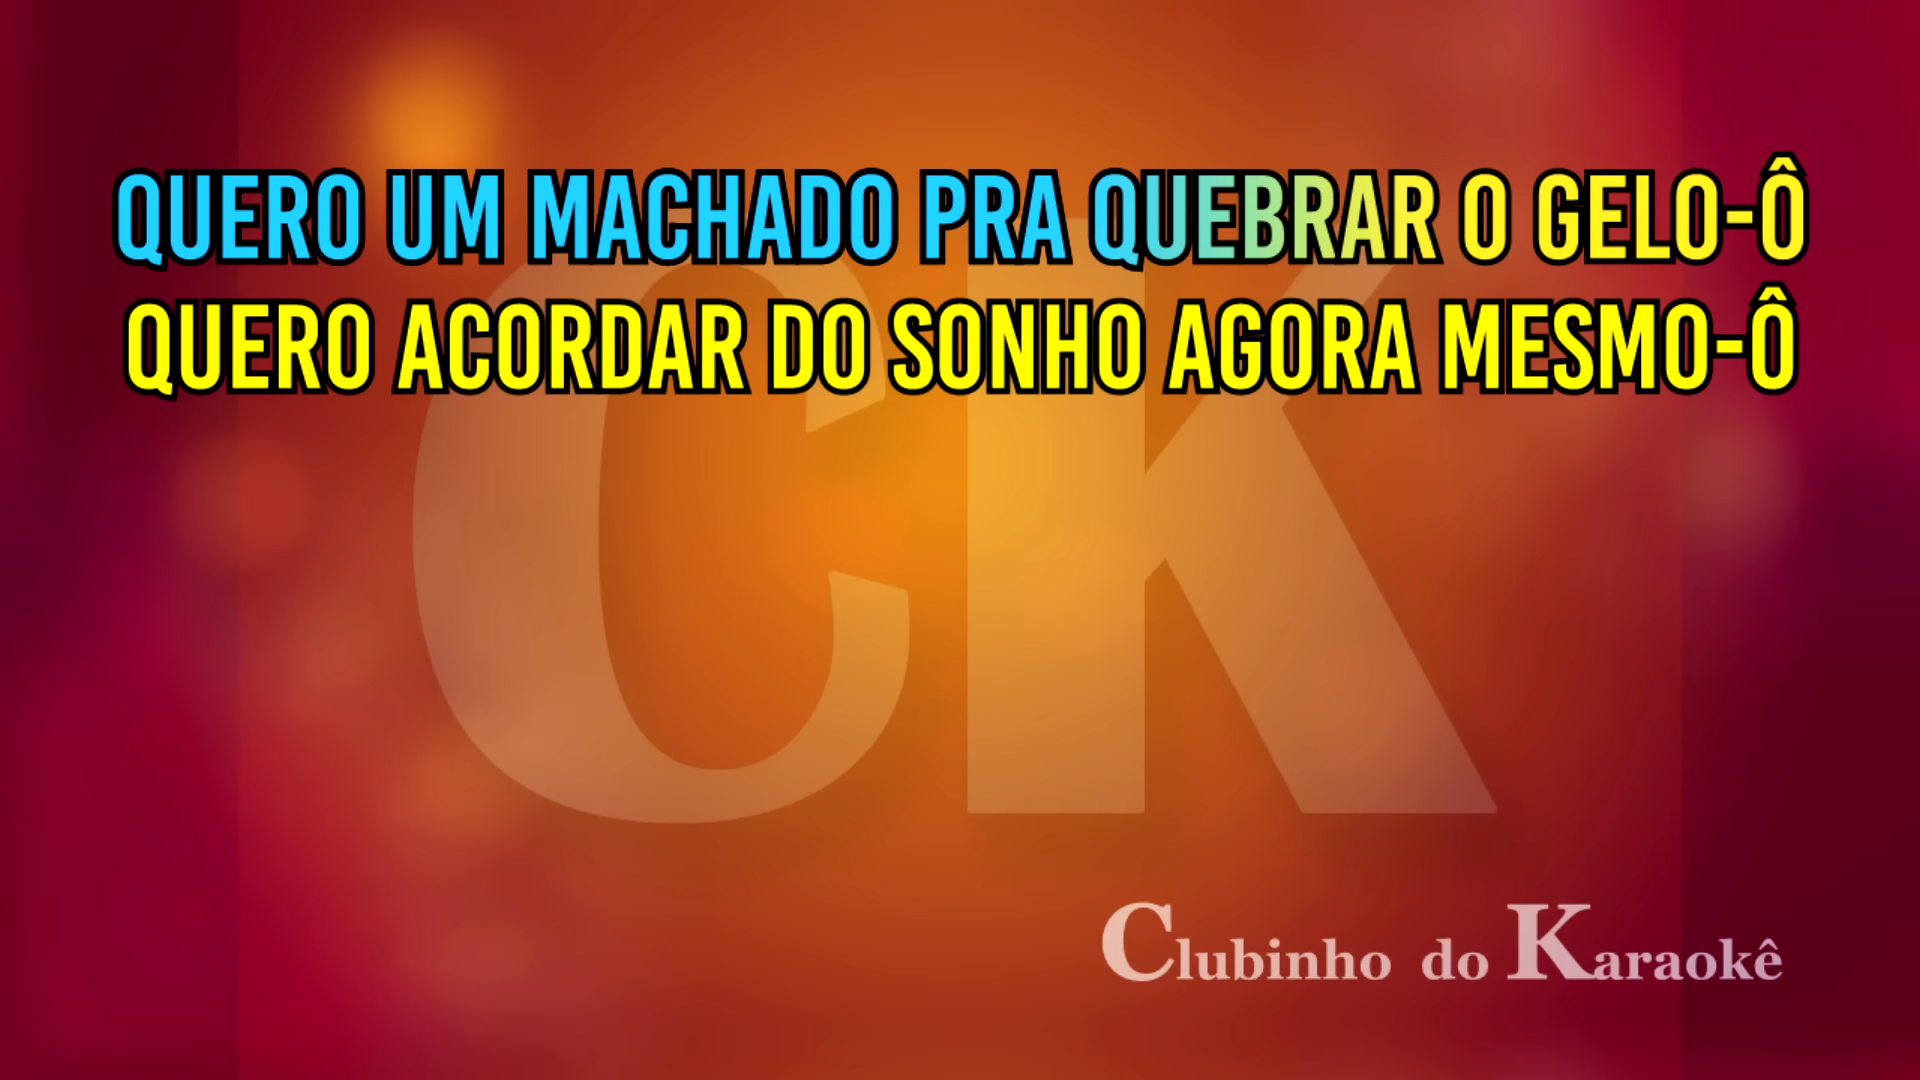 QUERO UM MACHADO PRA QUEBRAR O GELO-Ô
QUERO ACORDAR DO SONHO AGORA MESMO-Ô
CK
Clubinho do Karaokê